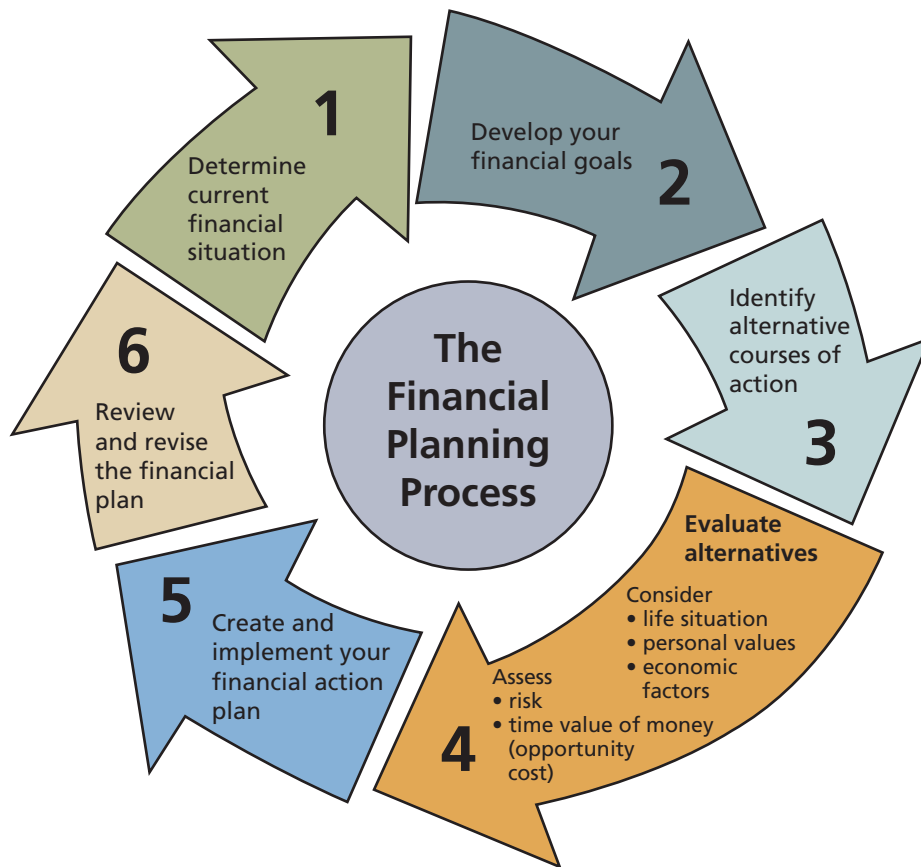 The
Financial
Planning
Process
1
Determine
current
financial
situation
2
Develop your
financial goals
3
Identify
alternative
courses of
action
4
Evaluate
alternatives
Consider
• life situation
• personal values
• economic
factors
Assess
• risk
• time value of money
(opportunity
cost)
5
Create and
implement your
financial action
plan
6
Review
and revise
the financial
plan